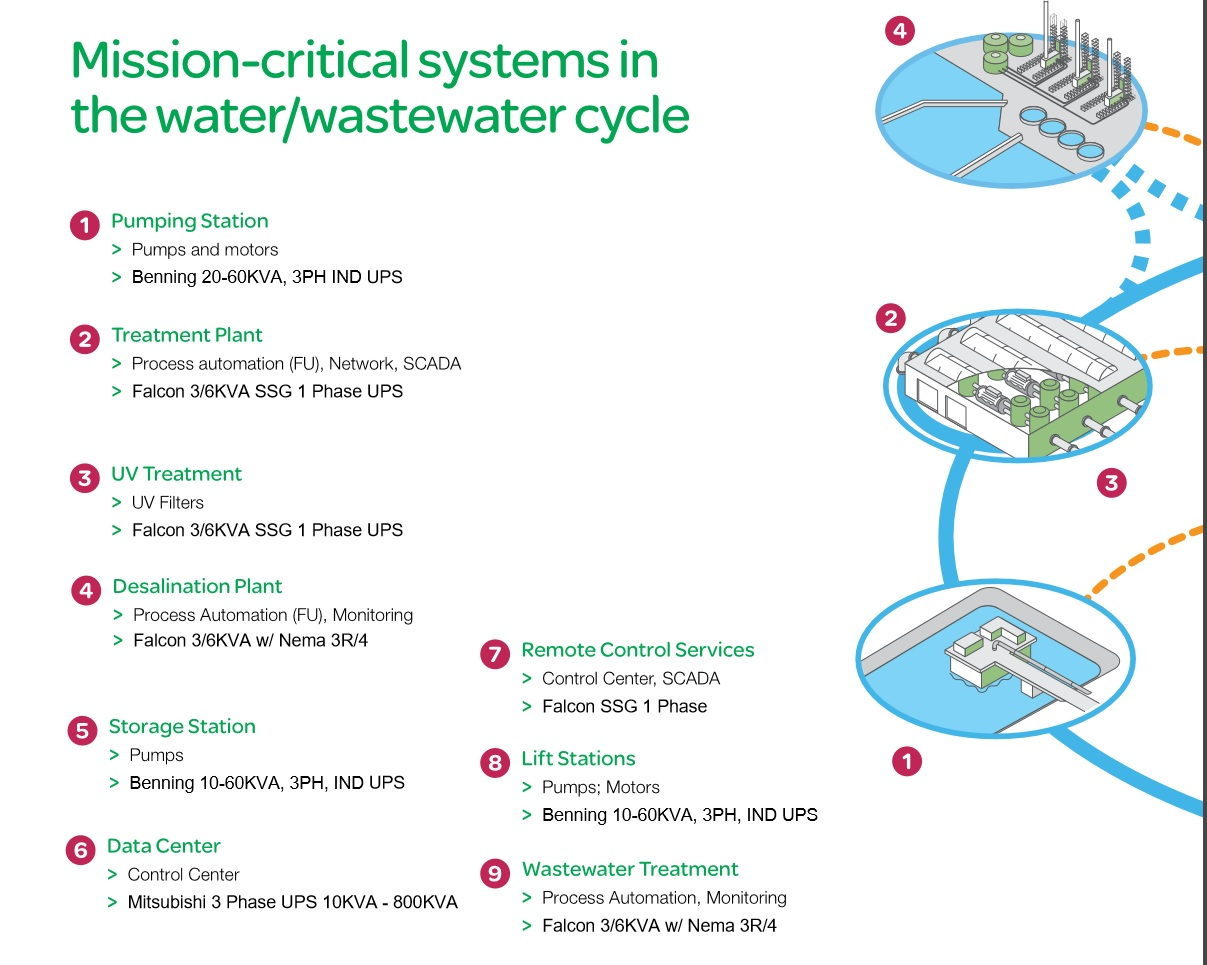 Mission-critical systems in
the water/wastewater cycle
1 Pumping Station
> Pumps and motors
> Benning 20-60KVA, 3PH IND UPS
2 Treatment Plant
> Process automation (FU), Network, SCADA
> Falcon 3/6KVA SSG 1 Phase UPS
3 UV Treatment
> UV Filters
> Falcon 3/6KVA SSG 1 Phase UPS
4 Desalination Plant
> Process Automation (FU), Monitoring
> Falcon 3/6KVA w/ Nema 3R/4
5 Storage Station
> Pumps
> Benning 10-60KVA, 3PH, IND UPS
6 Data Center
> Control Center
> Mitsubishi 3 Phase UPS 10KVA - 800KVA
7 Remote Control Services
> Control Center, SCADA
> Falcon SSG 1 Phase
8 Lift Stations
> Pumps; Motors
> Benning 10-60KVA, 3PH, IND UPS
9 Wastewater Treatment
> Process Automation, Monitoring
> Falcon 3/6KVA w/ Nema 3R/4
4
2
3
1